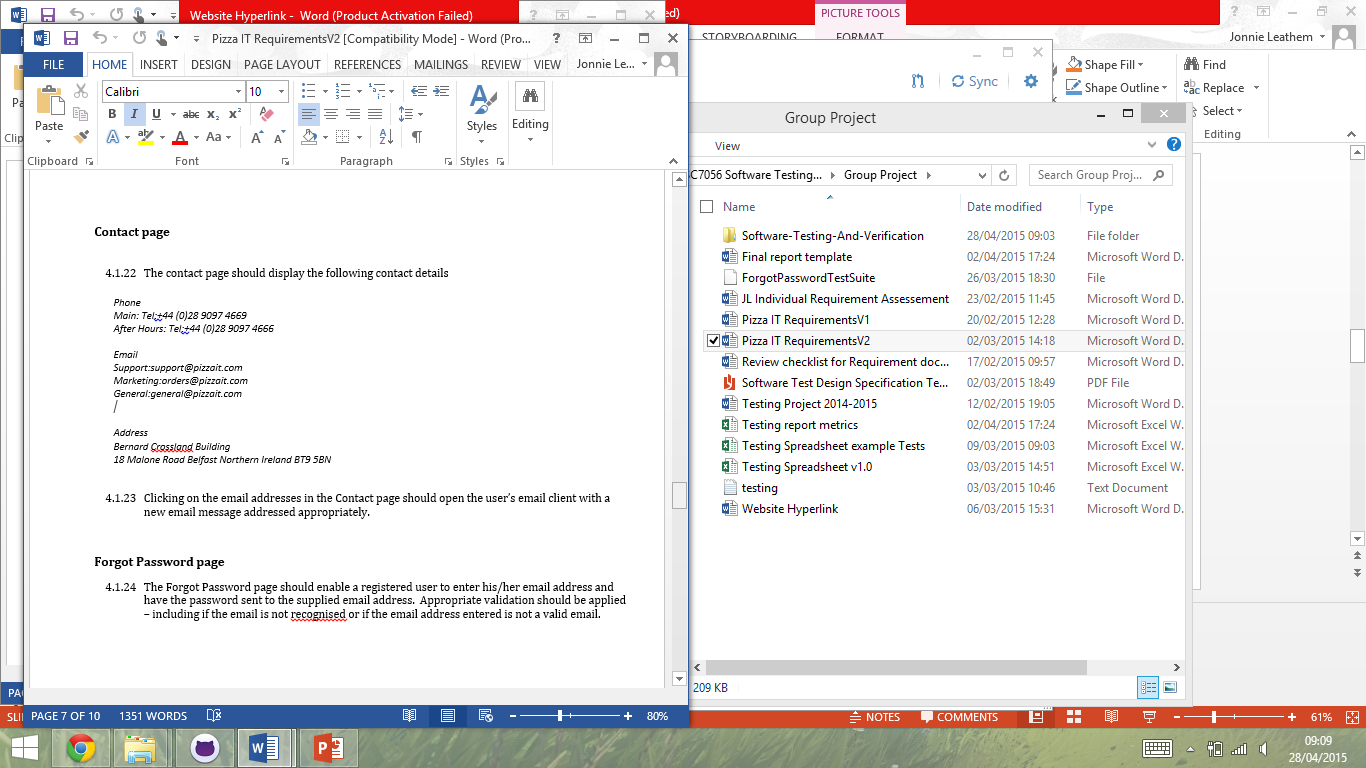 Website Hyperlink - Word (Product Activation Failed)
ed)
PICTURE TOOLS
Pizza IT RequirementsV2 [Compatibility Mode] - Word (Pro...
STORYBOARDING
FORMAT
Jonnie Leathem
FILE HOME INSERT DESIGN PAGE LAYOUT REFERENCES MAILINGS REVIEW VIEW Jonnie Le...
Shape Fill
Find
Sync
Shape Outline
Replace
Select
Editing
Calibri 10
Paste
Styles
Editing
Clipboard
Font
Paragraph
Styles
Group Project
View
C7056 Software Testing... Group Project
Search Group Proj...
Name Date modified Type
Software-Testing-And-Verification 28/04/2015 09:03 File folder
Final report template 02/04/2015 17:24 Microsoft Word D.
ForgotPasswordTestSuite 26/03/2015 18:30 File
JL Individual Requirement Assessement 23/02/2015 11:45 Microsoft Word D.
Pizza IT RequirementsV1 20/02/2015 12:28 Microsoft Word D.
Pizza IT RequirementsV2 02/03/2015 14:18 Microsoft Word D.
Review checklist for Requirement doc... 17/02/2015 09:57 Microsoft Word D.
Software Test Design Specification Te... 02/03/2015 18:49 PDF File
Testing Project 2014-2015 12/02/2015 19:05 Microsoft Word D.
Testing report metrics 02/04/2015 17:24 Microsoft Excel W.
Testing Spreadsheet example Tests 09/03/2015 09:03 Microsoft Excel W.
Testing Spreadsheet v1.0 03/03/2015 14:51 Microsoft Excel W.
testing 03/03/2015 10:46 Text Document
Website Hyperlink 06/03/2015 15:31 Microsoft Word D.
209 KB
Contact page
4.1.22 The contact page should display the following contact details
Phone
Main: Tel:+44 (0)28 9097 4669
After Hours: Tel:+44 (0)28 9097 4666
Email
Support:support@pizzait.com
Marketing:orders@pizzait.com
General:general@pizzait.com
Address
Bernard Crossland Building
18 Malone Road Belfast Northern Ireland BT9 5BN
4.1.23 Clicking on the email addresses in the Contact page should open the user's email client with a
new email message addressed appropriately.
Forgot Password page
4.1.24 The Forgot Password page should enable a registered user to enter his/her email address and
have the password sent to the supplied email address. Appropriate validation should be applied
– including if the email is not recognised or if the email address entered is not a valid email.
PAGE 7 OF 10 1351 WORDS 80%
NOTES COMMENTS 61%
09:09
28/04/2015